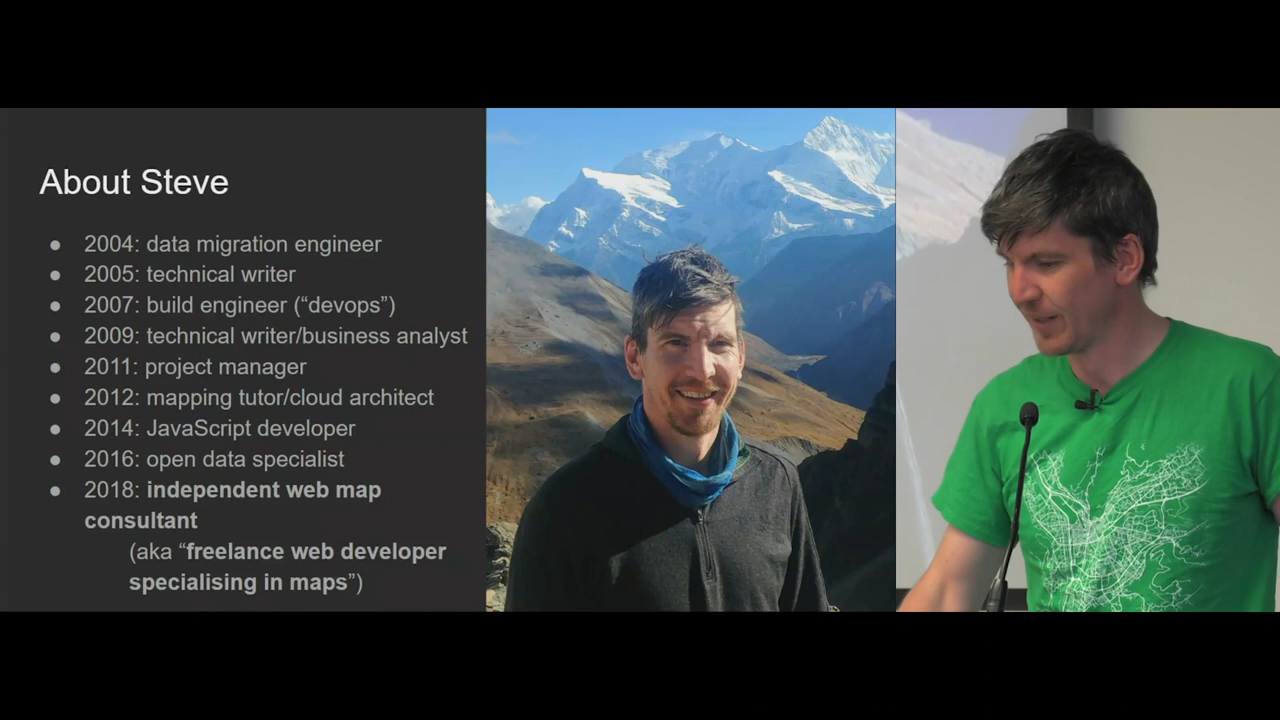 About Steve
● 2004: data migration engineer
● 2005: technical writer
● 2007: build engineer (“devops”)
● 2009: technical writer/business analyst
● 2011: project manager
● 2012: mapping tutor/cloud architect
● 2014: JavaScript developer
● 2016: open data specialist
● 2018: independent web map
consultant
(aka “freelance web developer
specialising in maps”)